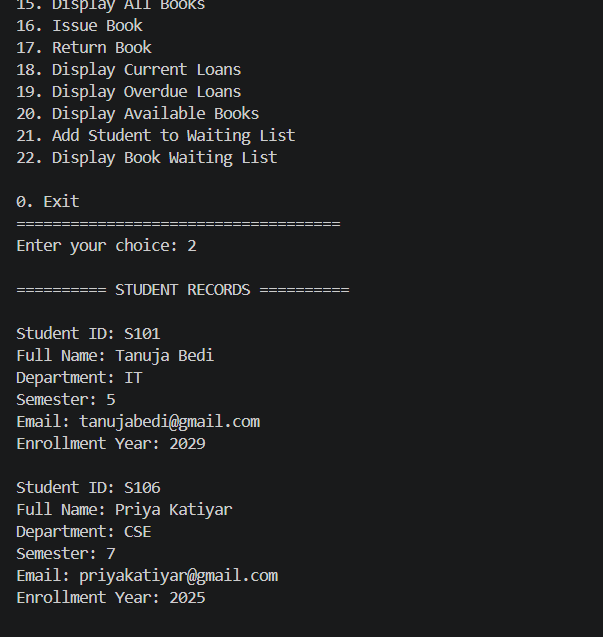 15. Display All Books
16. Issue Book
17. Return Book
18. Display Current Loans
19. Display Overdue Loans
20. Display Available Books
21. Add Student to Waiting List
22. Display Book Waiting List
0. Exit
====================================
Enter your choice: 2
========== STUDENT RECORDS ==========
Student ID: S101
Full Name: Tanuja Bedi
Department: IT
Semester: 5
Email: tanujabedi@gmail.com
Enrollment Year: 2029
Student ID: S106
Full Name: Priya Katiyar
Department: CSE
Semester: 7
Email: priyakatiyar@gmail.com
Enrollment Year: 2025